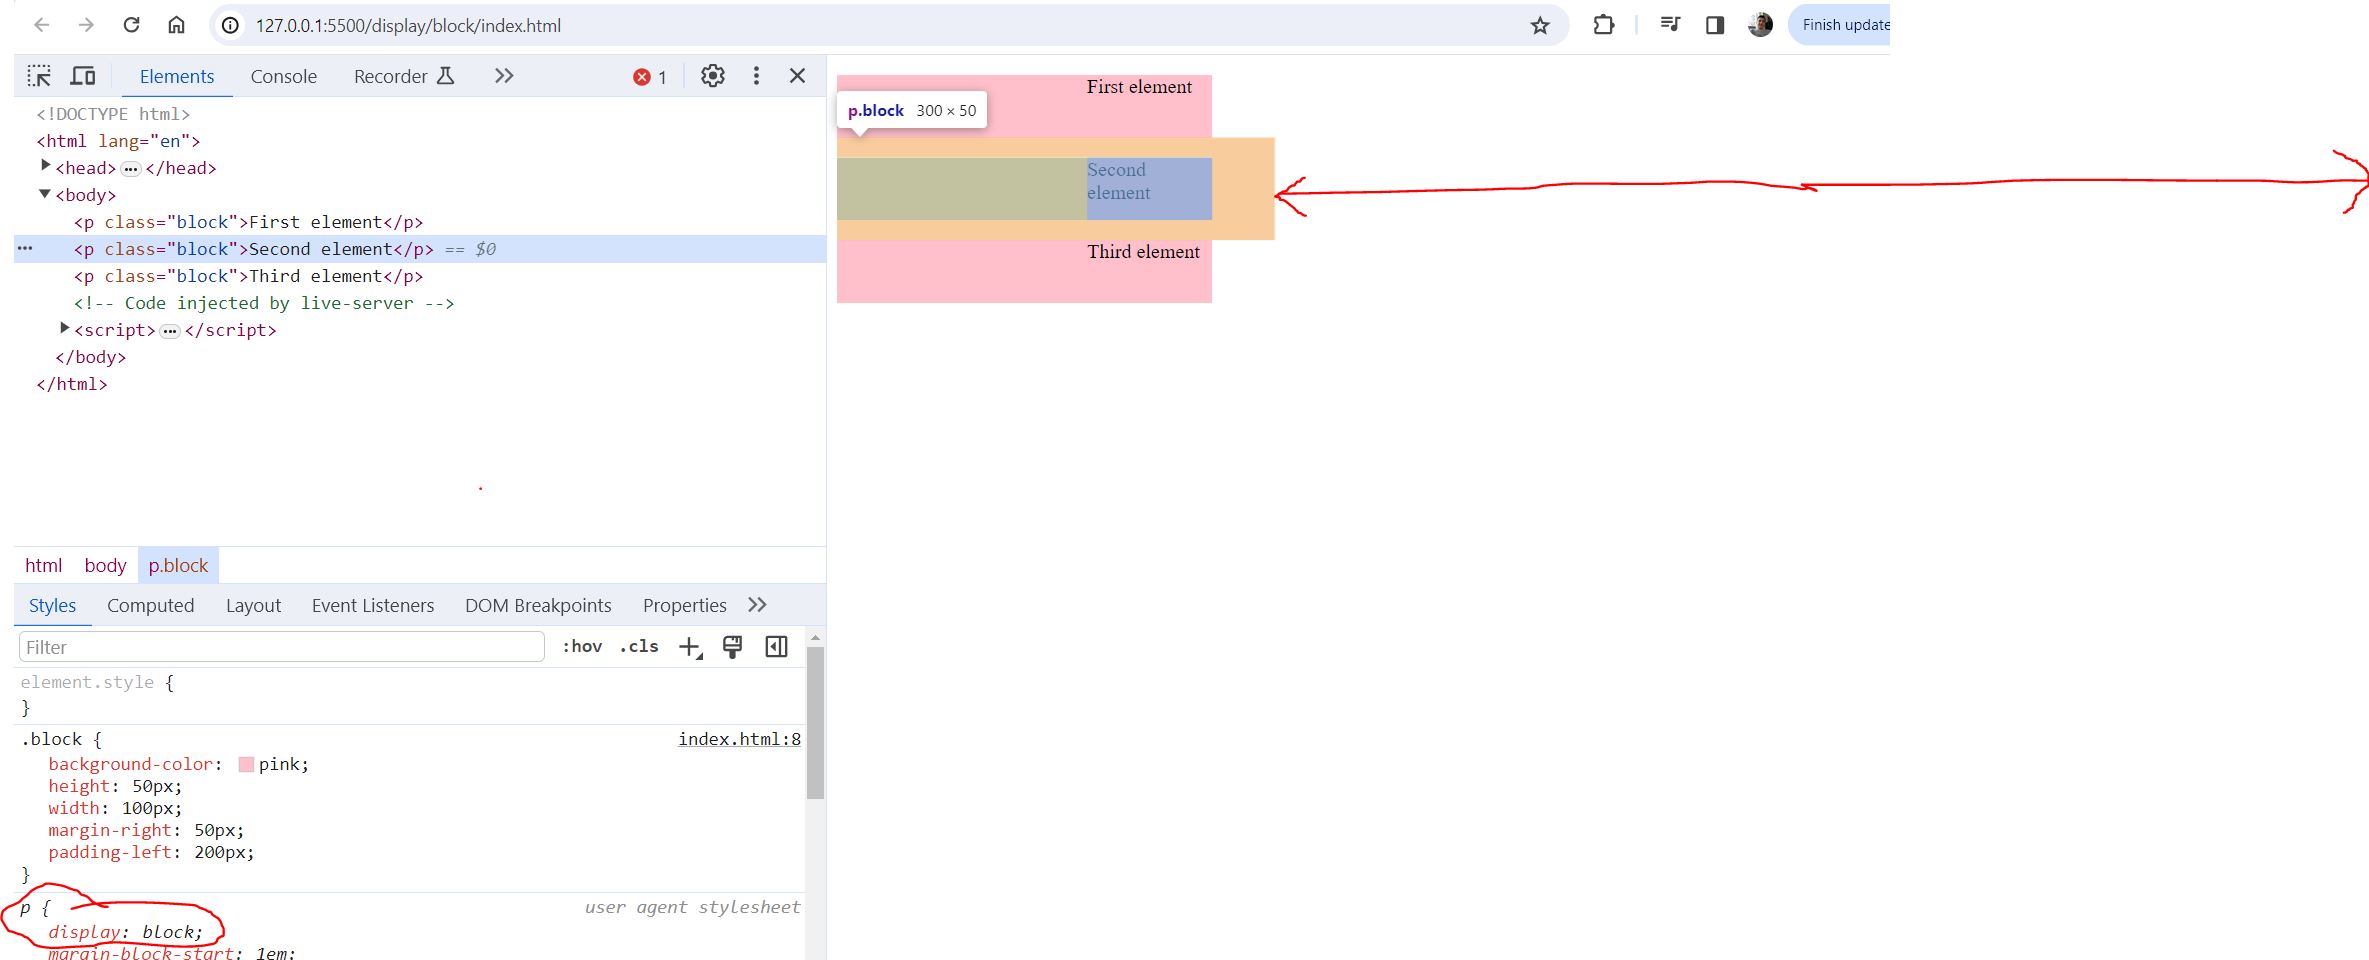 127.0.0.1:5500/display/block/index.html
Finish update
Elements Console Recorder 1
<!DOCTYPE html>
<html lang="en">
<head> ••• </head>
<body>
<p class="block">First element</p>
••• <p class="block">Second element</p> == $0
<p class="block">Third element</p>
<!-- Code injected by live-server -->
<script> ••• </script>
</body>
</html>
html body p.block
Styles Computed Layout Event Listeners DOM Breakpoints Properties
Filter :hov .cls
element.style {
}
.block { index.html:8
background-color: pink;
height: 50px;
width: 100px;
margin-right: 50px;
padding-left: 200px;
}
p { user agent stylesheet
display: block;
margin-block-start: 1em;
First element
p.block 300 × 50
Second
element
Third element